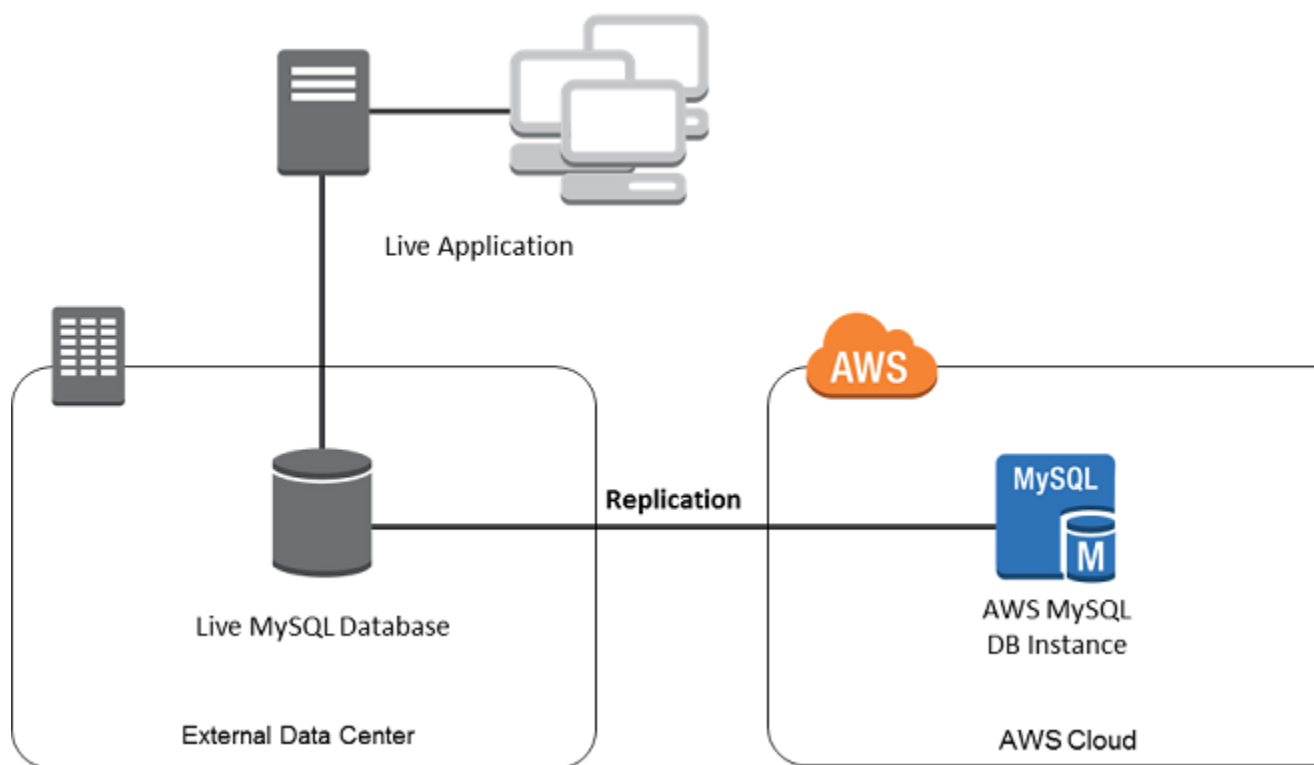 Live Application
AWS
MySQL
Replication
M
Live MySQL Database
AWS MySQL
DB Instance
External Data Center
AWS Cloud